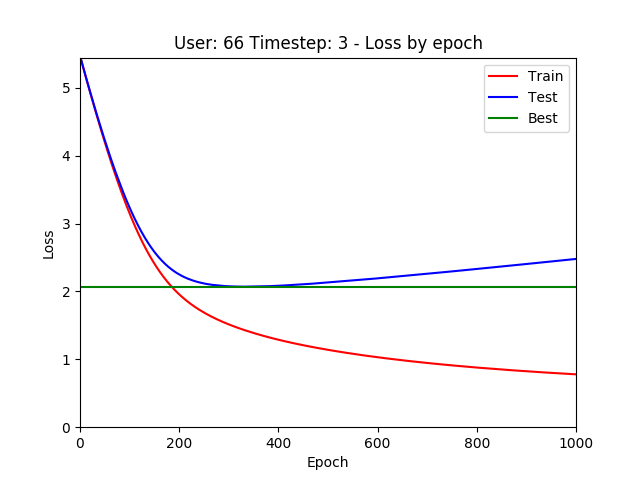 User: 66 Timestep: 3 - Loss by epoch
Train
Test
Best
5
4
3
2
1
0
Loss
0 200 400 600 800 1000
Epoch